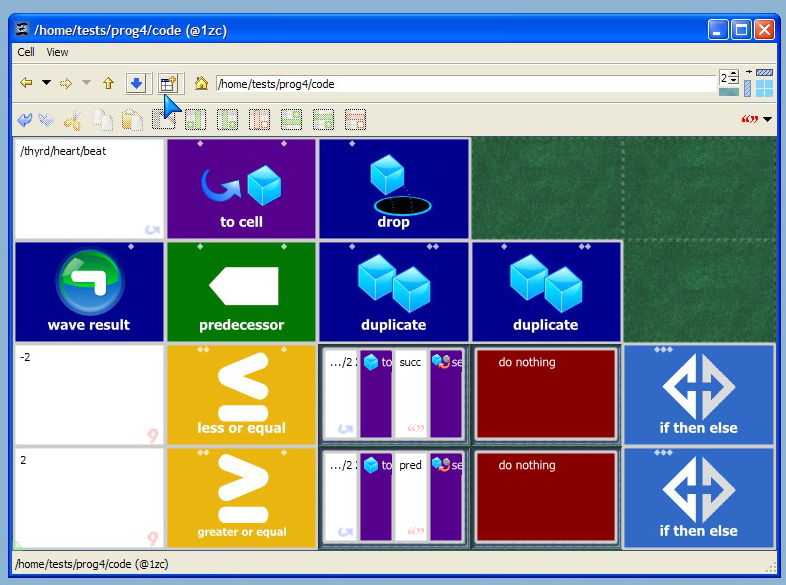 /home/tests/prog4/code (@1zc)
Cell View
/home/tests/prog4/code
2
/thyrd/heart/beat
to cell
drop
wave result
predecessor
duplicate
duplicate
-2
9
less or equal
.../2
to
succ
se
do nothing
if then else
2
9
greater or equal
.../2
to
pred
se
do nothing
if then else
/home/tests/prog4/code (@1zc)